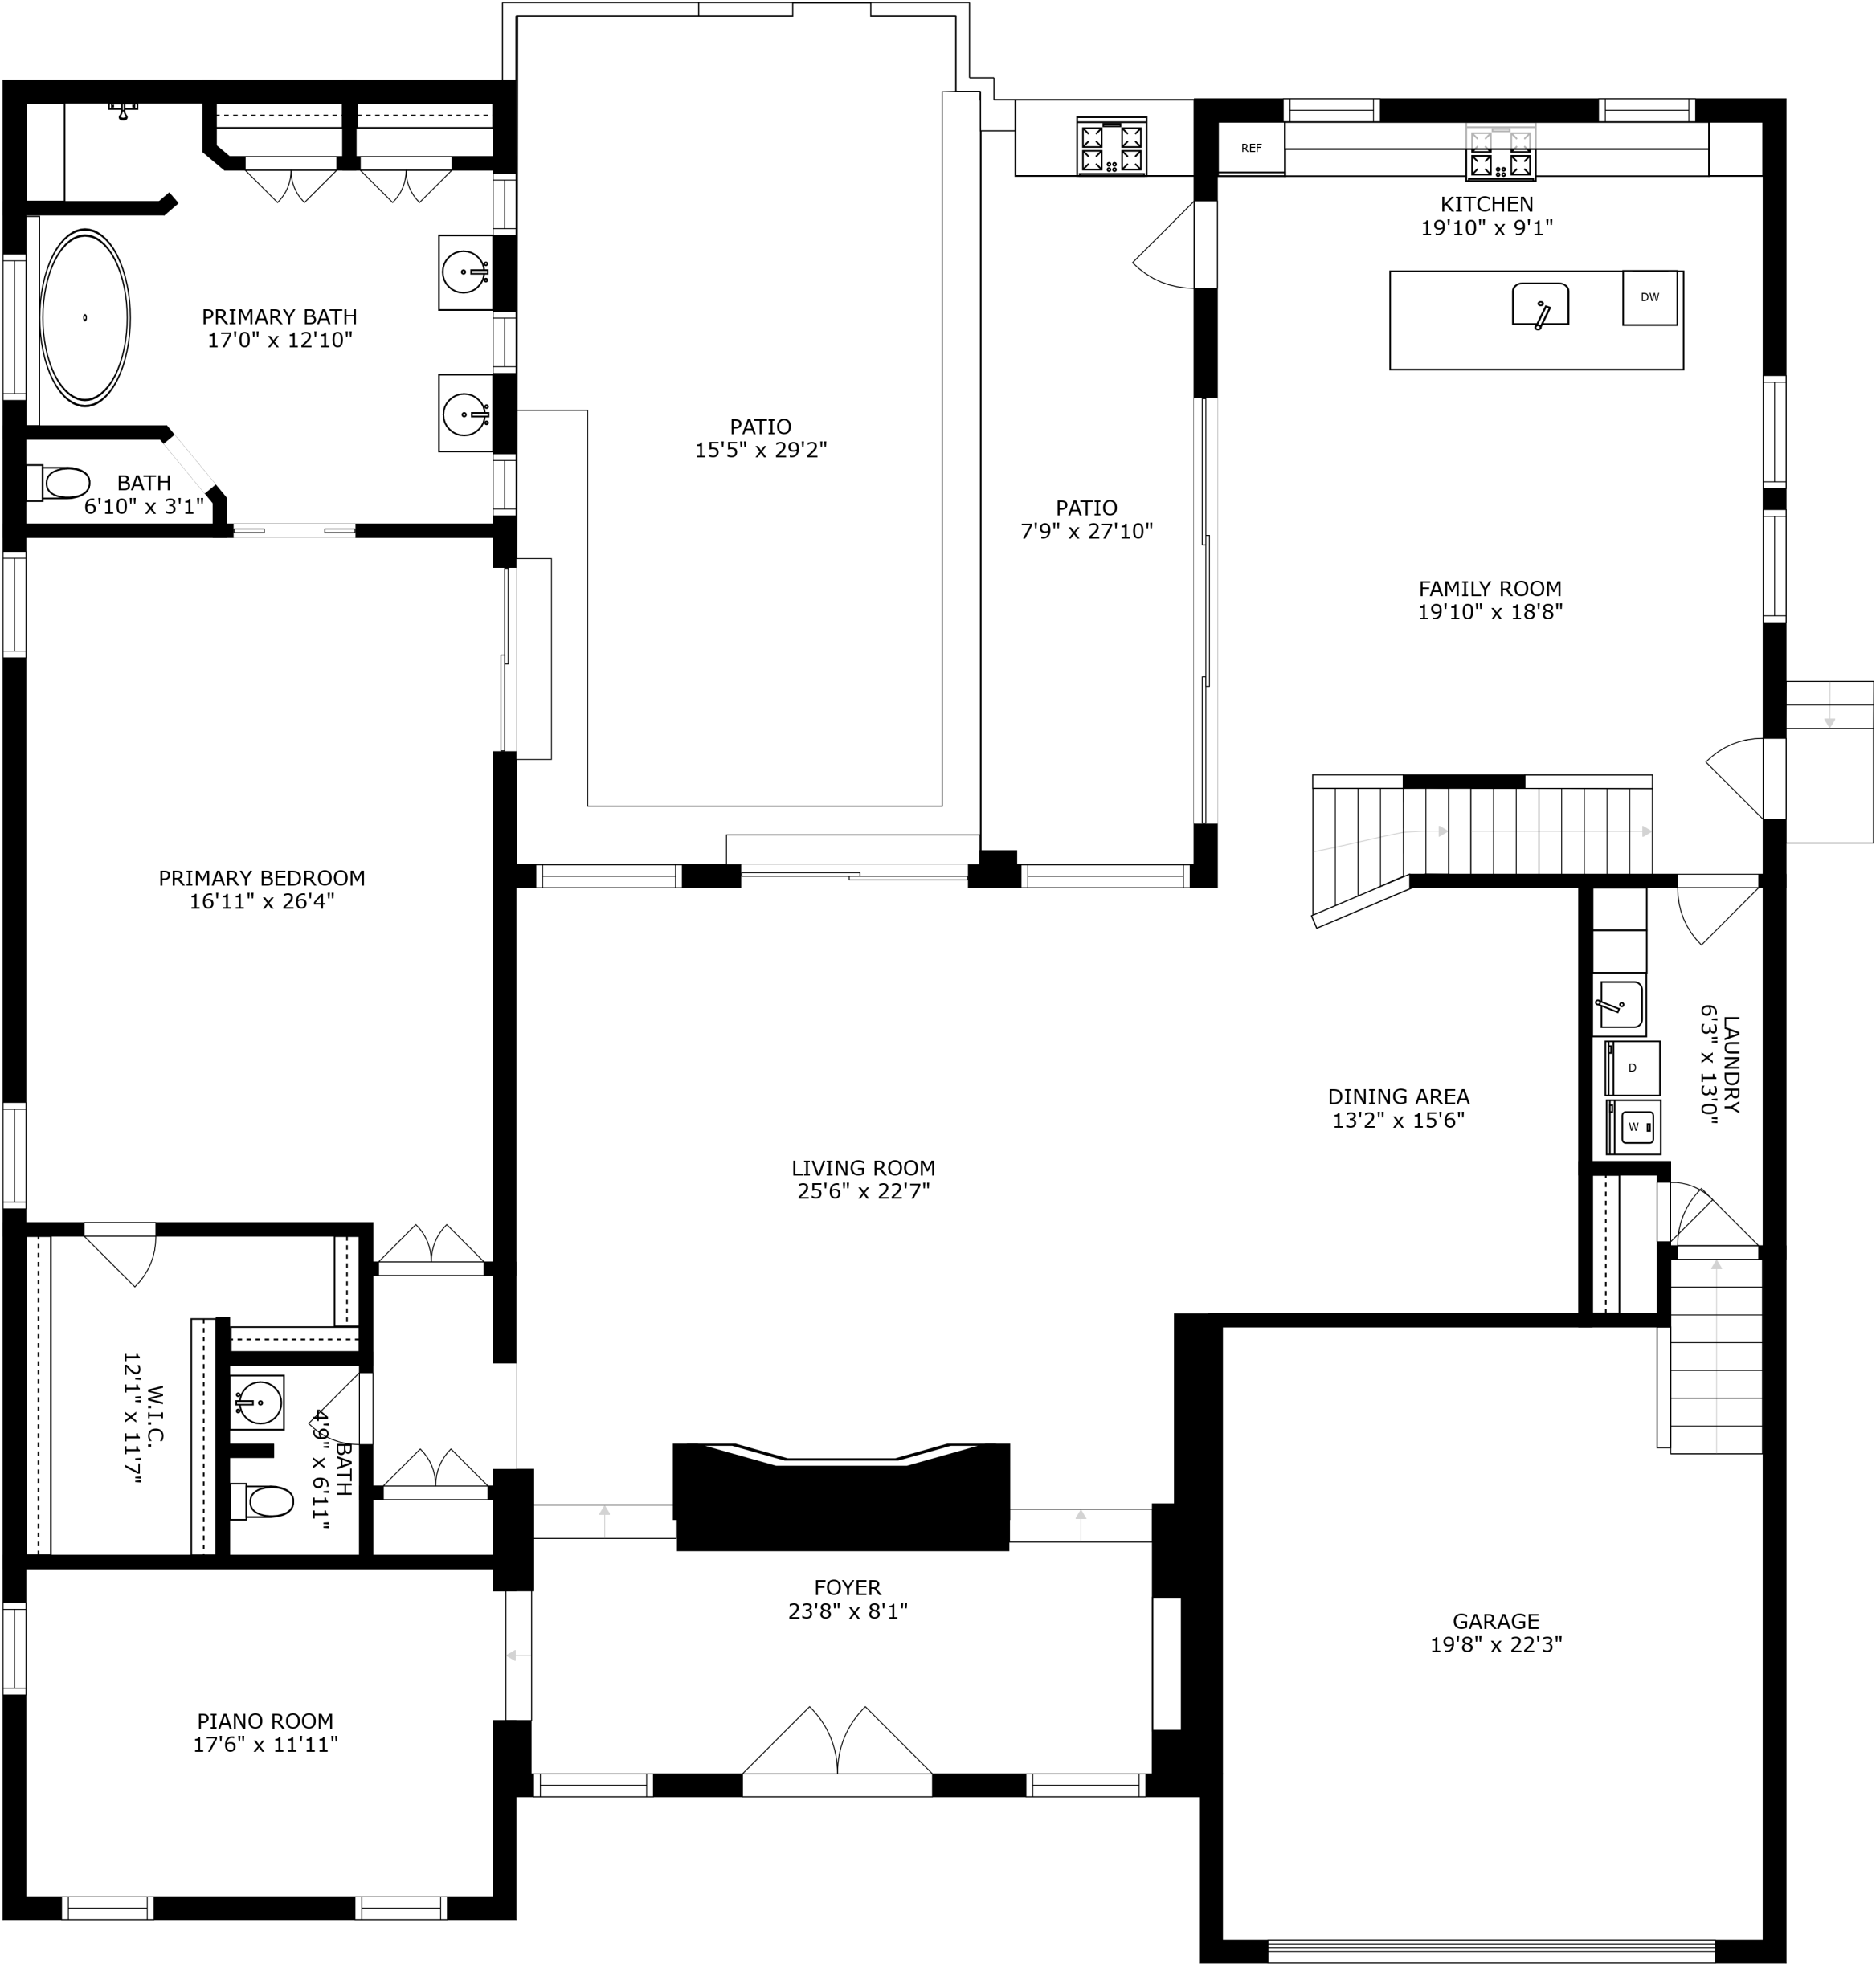 REF
KITCHEN
19'10" x 9'1"
DW
PRIMARY BATH
17'0" x 12'10"
PATIO
15'5" x 29'2"
BATH
6'10" x 3'1"
PATIO
7'9" x 27'10"
FAMILY ROOM
19'10" x 18'8"
PRIMARY BEDROOM
16'11" x 26'4"
LAUNDRY
6'3" x 13'0"
D
W
DINING AREA
13'2" x 15'6"
LIVING ROOM
25'6" x 22'7"
W.I.C.
12'1" x 11'7"
BATH
4'9" x 6'11"
FOYER
23'8" x 8'1"
GARAGE
19'8" x 22'3"
PIANO ROOM
17'6" x 11'11"